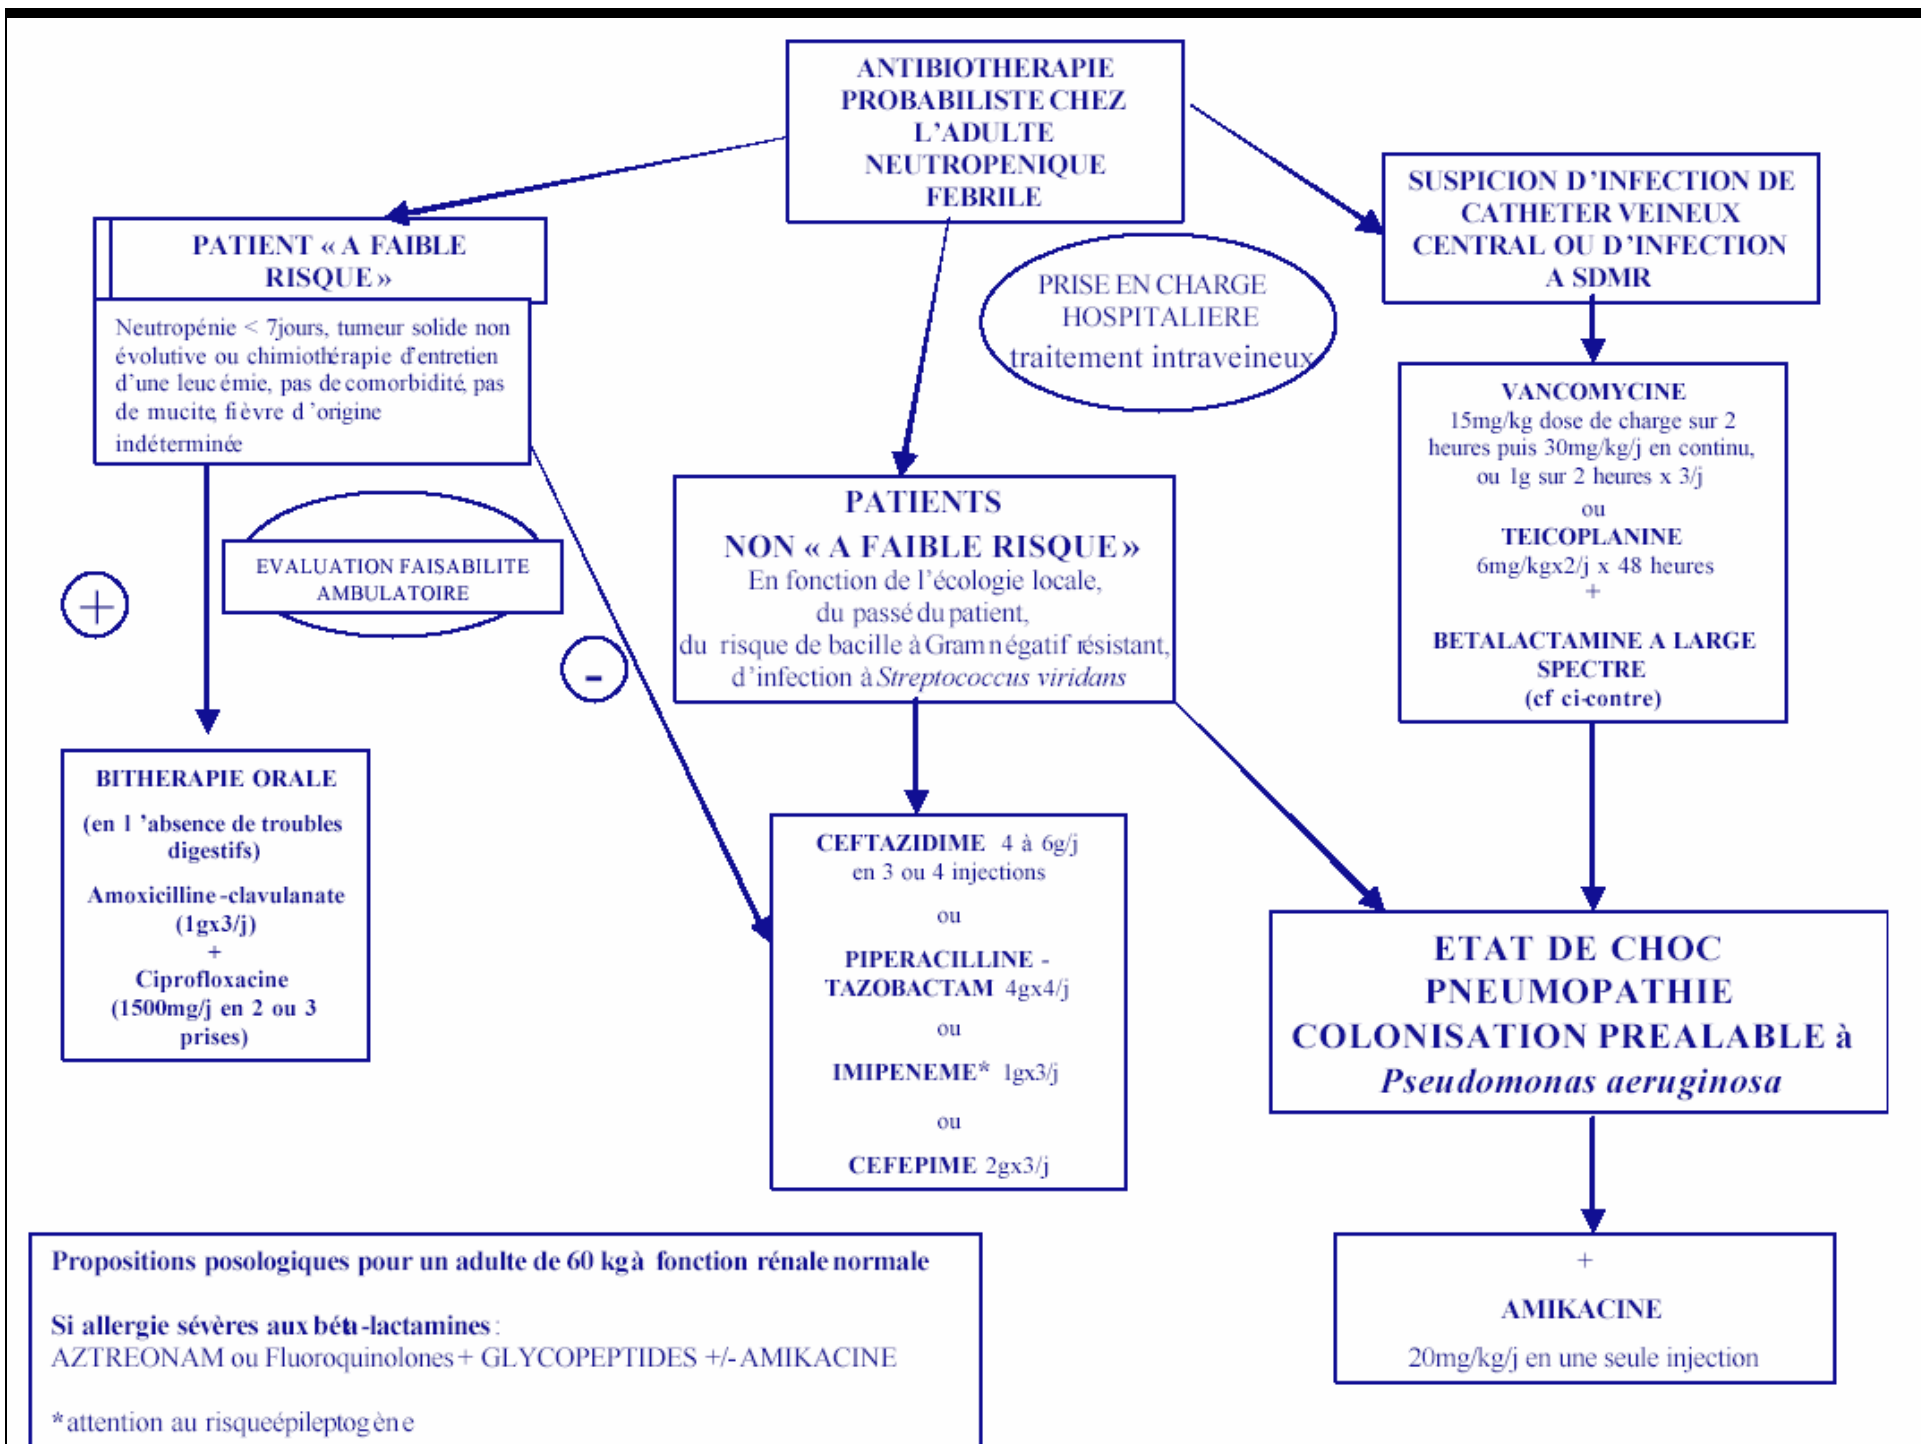 ANTIBIOTHERAPIE
PROBABILISTE CHEZ
L'ADULTE
NEUTROPENIQUE
FEBRILE
PATIENT « A FAIBLE
RISQUE »
Neutropénie < 7jours, tumeur solide non
évolutive ou chimiothérapie d'entretien
d'une leucémie, pas de comorbidité, pas
de mucite, fièvre d'origine
indéterminée
EVALUATION FAISABILITE
AMBULATOIRE
+
-
BITHERAPIE ORALE
(en l'absence de troubles
digestifs)
Amoxicilline-clavulanate
(1gx3/j)
+
Ciprofloxacine
(1500mg/j en 2 ou 3
prises)
PRISE EN CHARGE
HOSPITALIERE
traitement intraveineux
PATIENTS
NON « A FAIBLE RISQUE »
En fonction de l'écologie locale,
du passé du patient,
du risque de bacille à Gram négatif résistant,
d'infection à Streptococcus viridans
CEFTAZIDIME 4 à 6g/j
en 3 ou 4 injections
ou
PIPERACILLINE -
TAZOBACTAM 4gx4/j
ou
IMIPENEME* 1gx3/j
ou
CEFEPIME 2gx3/j
SUSPICION D'INFECTION DE
CATHETER VEINEUX
CENTRAL OU D'INFECTION
A SDMR
VANCOMYCINE
15mg/kg dose de charge sur 2
heures puis 30mg/kg/j en continu,
ou 1g sur 2 heures x 3/j
ou
TEICOPLANINE
6mg/kgx2/j x 48 heures
+
BETALACTAMINE A LARGE
SPECTRE
(cf ci-contre)
ETAT DE CHOC
PNEUMOPATHIE
COLONISATION PREALABLE à
Pseudomonas aeruginosa
+
AMIKACINE
20mg/kg/j en une seule injection
Propositions posologiques pour un adulte de 60 kg à fonction rénale normale
Si allergie sévères aux béta-lactamines :
AZTREONAM ou Fluoroquinolones + GLYCOPEPTIDES +/- AMIKACINE
*attention au risque épileptogène